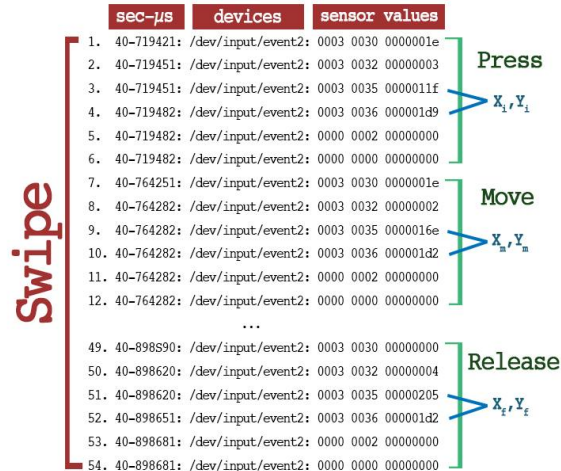 sec-µs devices sensor values
Swipe
1. 40-719421: /dev/input/event2: 0003 0030 0000001e
2. 40-719451: /dev/input/event2: 0003 0032 00000003
Press
3. 40-719451: /dev/input/event2: 0003 0035 0000011f
Xi,Yi
4. 40-719482: /dev/input/event2: 0003 0036 000001d9
5. 40-719482: /dev/input/event2: 0000 0002 00000000
6. 40-719482: /dev/input/event2: 0000 0000 00000000
7. 40-764251: /dev/input/event2: 0003 0030 0000001e
8. 40-764282: /dev/input/event2: 0003 0032 00000002
Move
9. 40-764282: /dev/input/event2: 0003 0035 0000016e
Xm,Ym
10. 40-764282: /dev/input/event2: 0003 0036 000001d2
11. 40-764282: /dev/input/event2: 0000 0002 00000000
12. 40-764282: /dev/input/event2: 0000 0000 00000000
...
49. 40-898S90: /dev/input/event2: 0003 0030 00000000
Release
50. 40-898620: /dev/input/event2: 0003 0032 00000004
51. 40-898620: /dev/input/event2: 0003 0035 00000205
Xf,Yf
52. 40-898651: /dev/input/event2: 0003 0036 000001d2
53. 40-898681: /dev/input/event2: 0000 0002 00000000
54. 40-898681: /dev/input/event2: 0000 0000 00000000